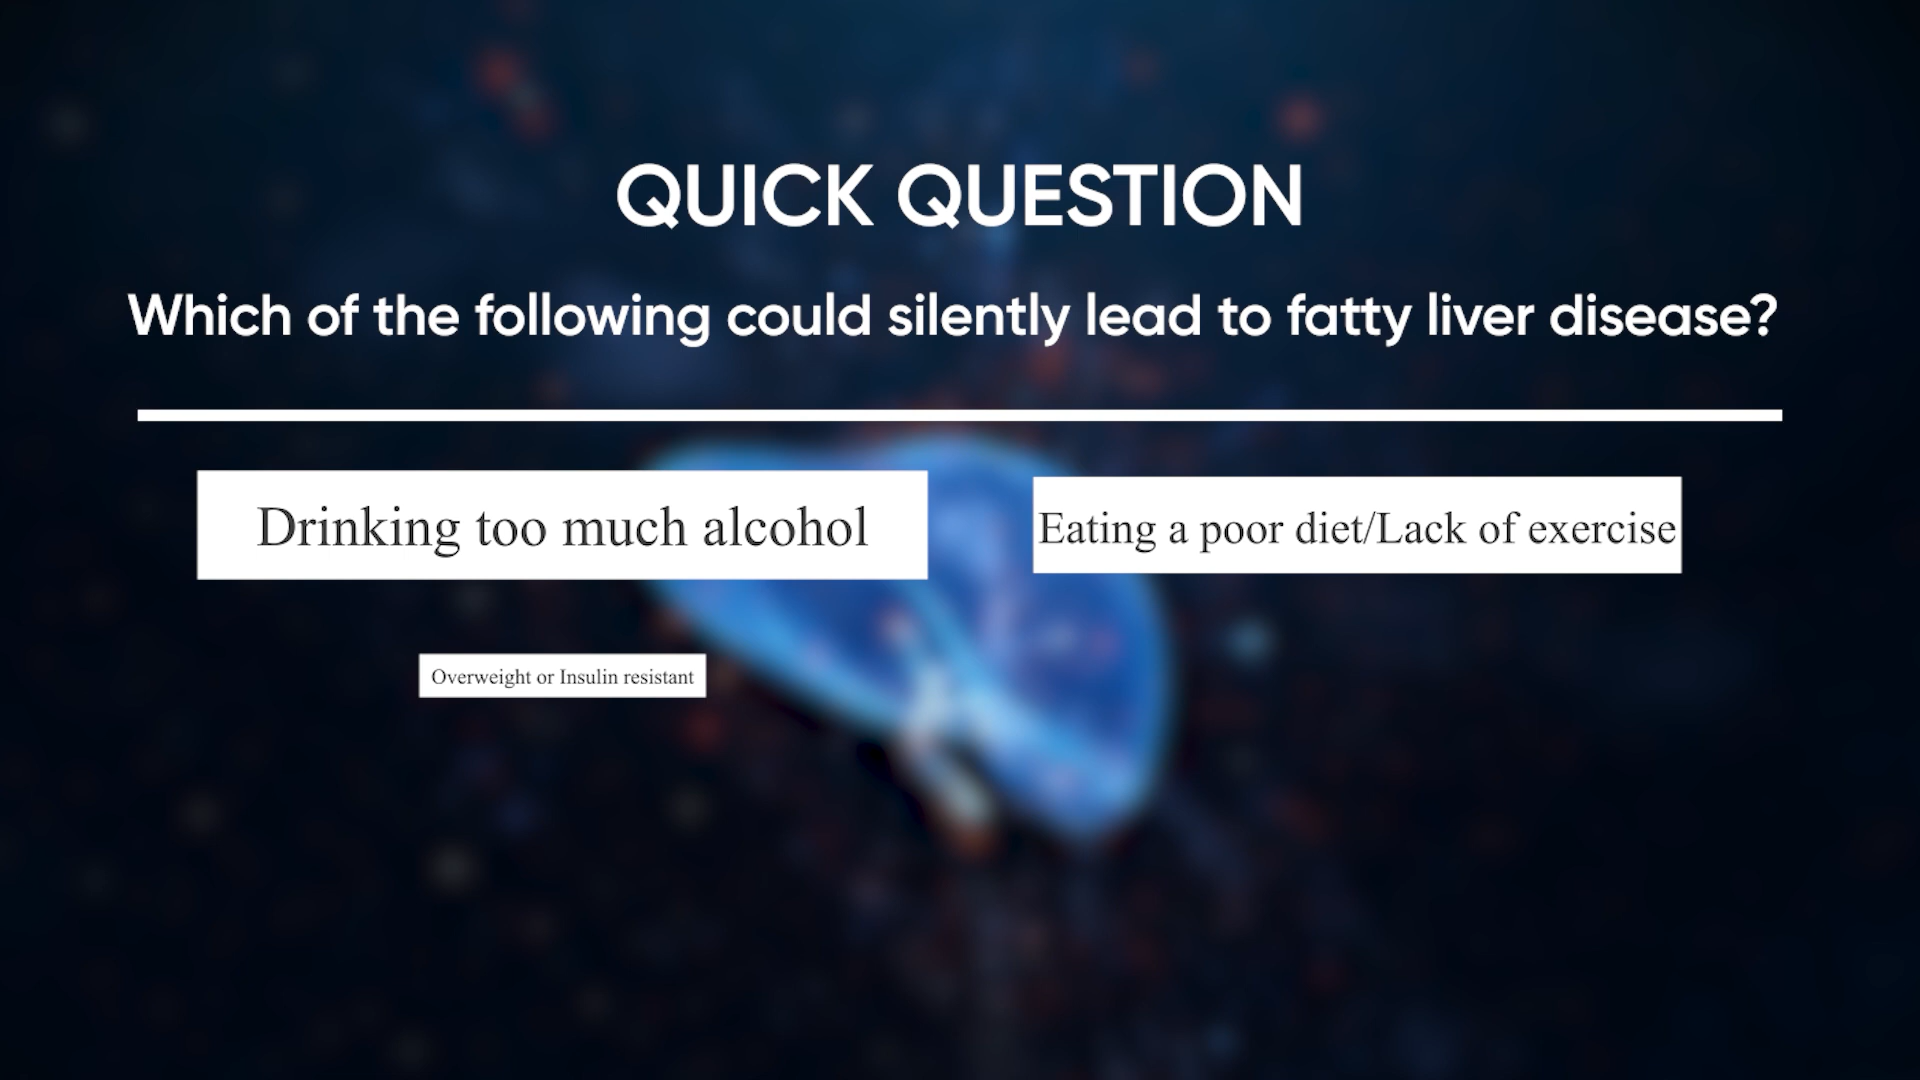 QUICK QUESTION
Which of the following could silently lead to fatty liver disease?
Drinking too much alcohol
Eating a poor diet/Lack of exercise
Overweight or Insulin resistant